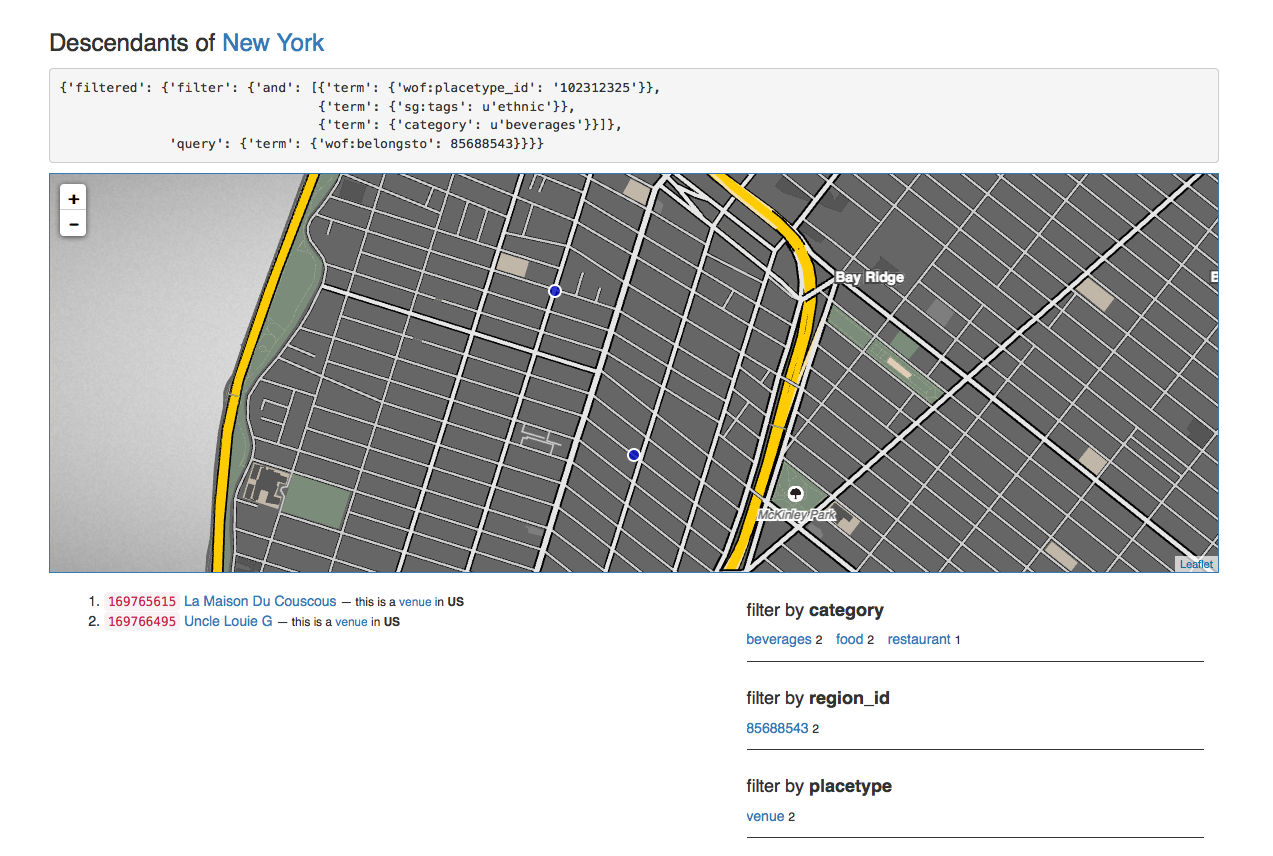 Descendants of New York
{'filtered': {'filter': {'and': [{'term': {'wof:placetype_id': '102312325'}},
{'term': {'sg:tags': u'ethnic'}},
{'term': {'category': u'beverages'}}]},
'query': {'term': {'wof:belongsto': 85688543}}}}
+
−
Bay Ridge
B
McKinley Park
Leaflet
1. 169765615 La Maison Du Couscous — this is a venue in US
2. 169766495 Uncle Louie G — this is a venue in US
filter by category
beverages 2 food 2 restaurant 1
filter by region_id
85688543 2
filter by placetype
venue 2